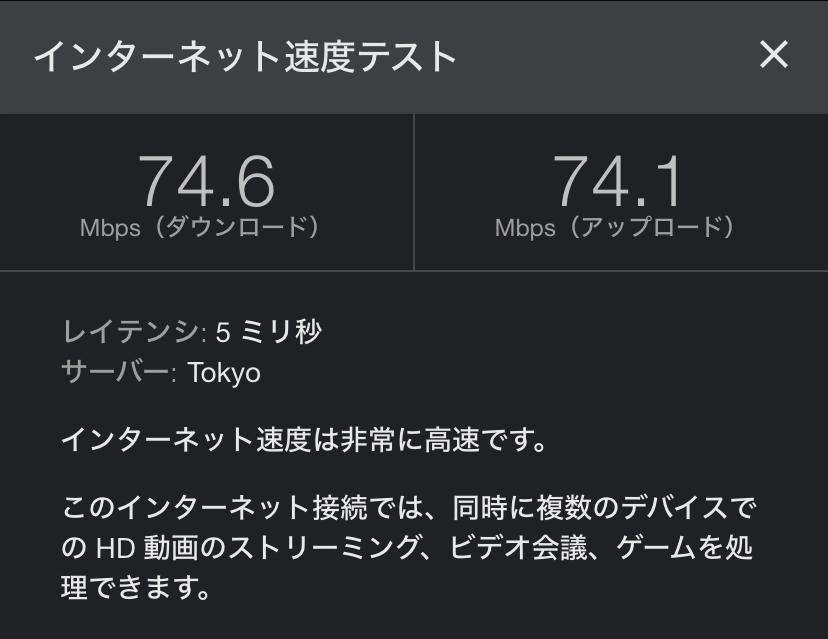 インターネット速度テスト
74.6
Mbps（ダウンロード）
74.1
Mbps（アップロード）
レイテンシ: 5 ミリ秒
サーバー: Tokyo
インターネット速度は非常に高速です。
このインターネット接続では、同時に複数のデバイスで
の HD 動画のストリーミング、ビデオ会議、ゲームを処
理できます。